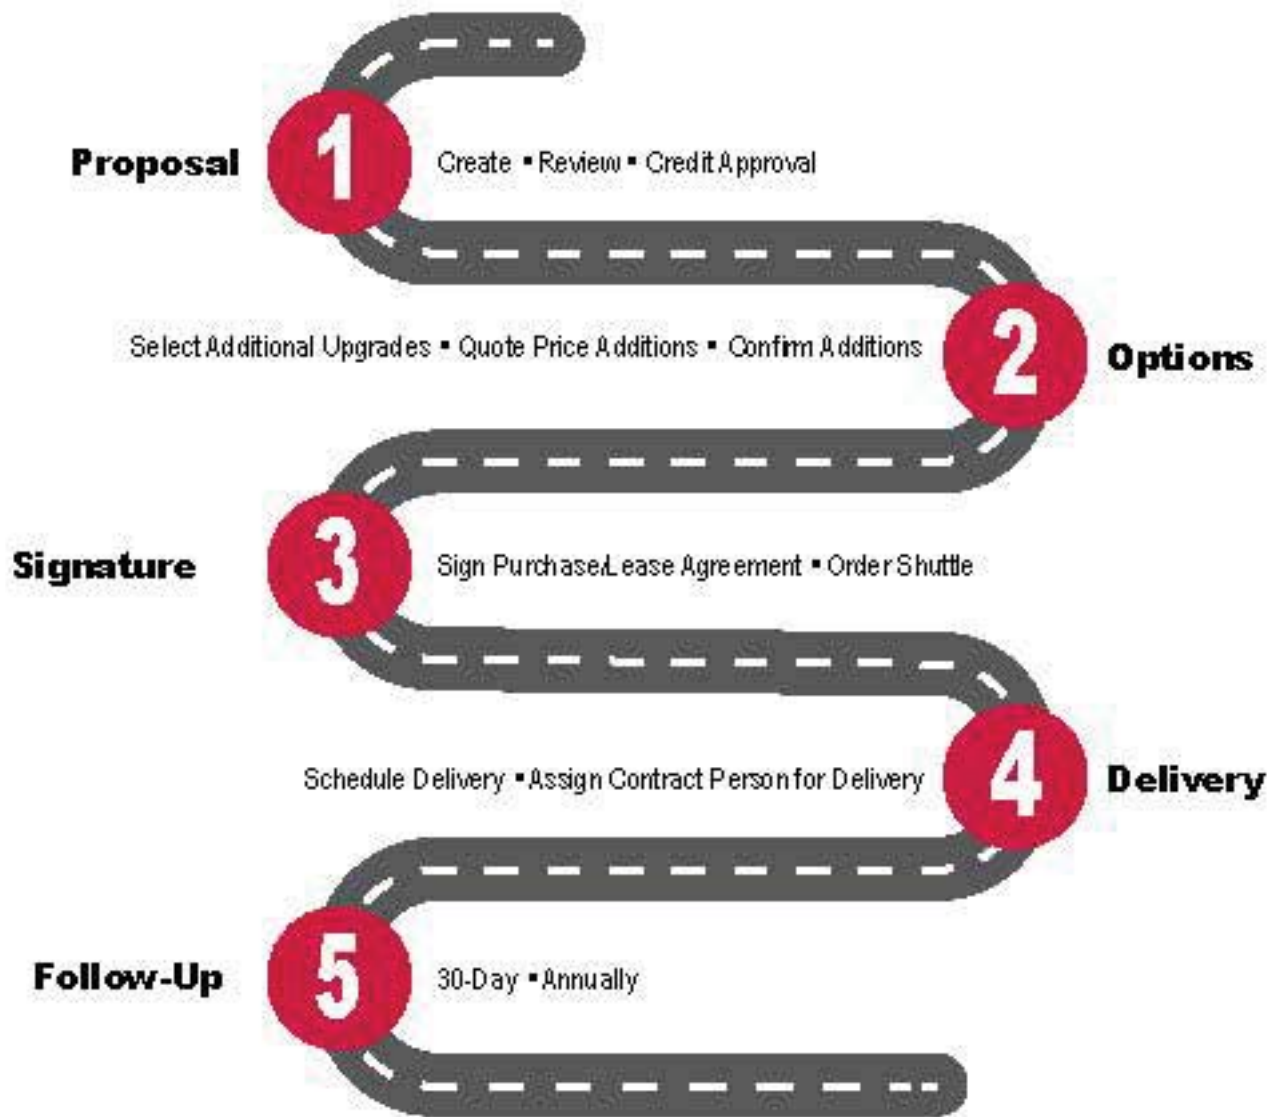 Proposal 1 Create ▪ Review ▪ Credit Approval
Select Additional Upgrades ▪ Quote Price Additions ▪ Confirm Additions 2 Options
Signature 3 Sign Purchase/Lease Agreement ▪ Order Shuttle
Schedule Delivery ▪ Assign Contract Person for Delivery 4 Delivery
Follow-Up 5 30-Day ▪ Annually